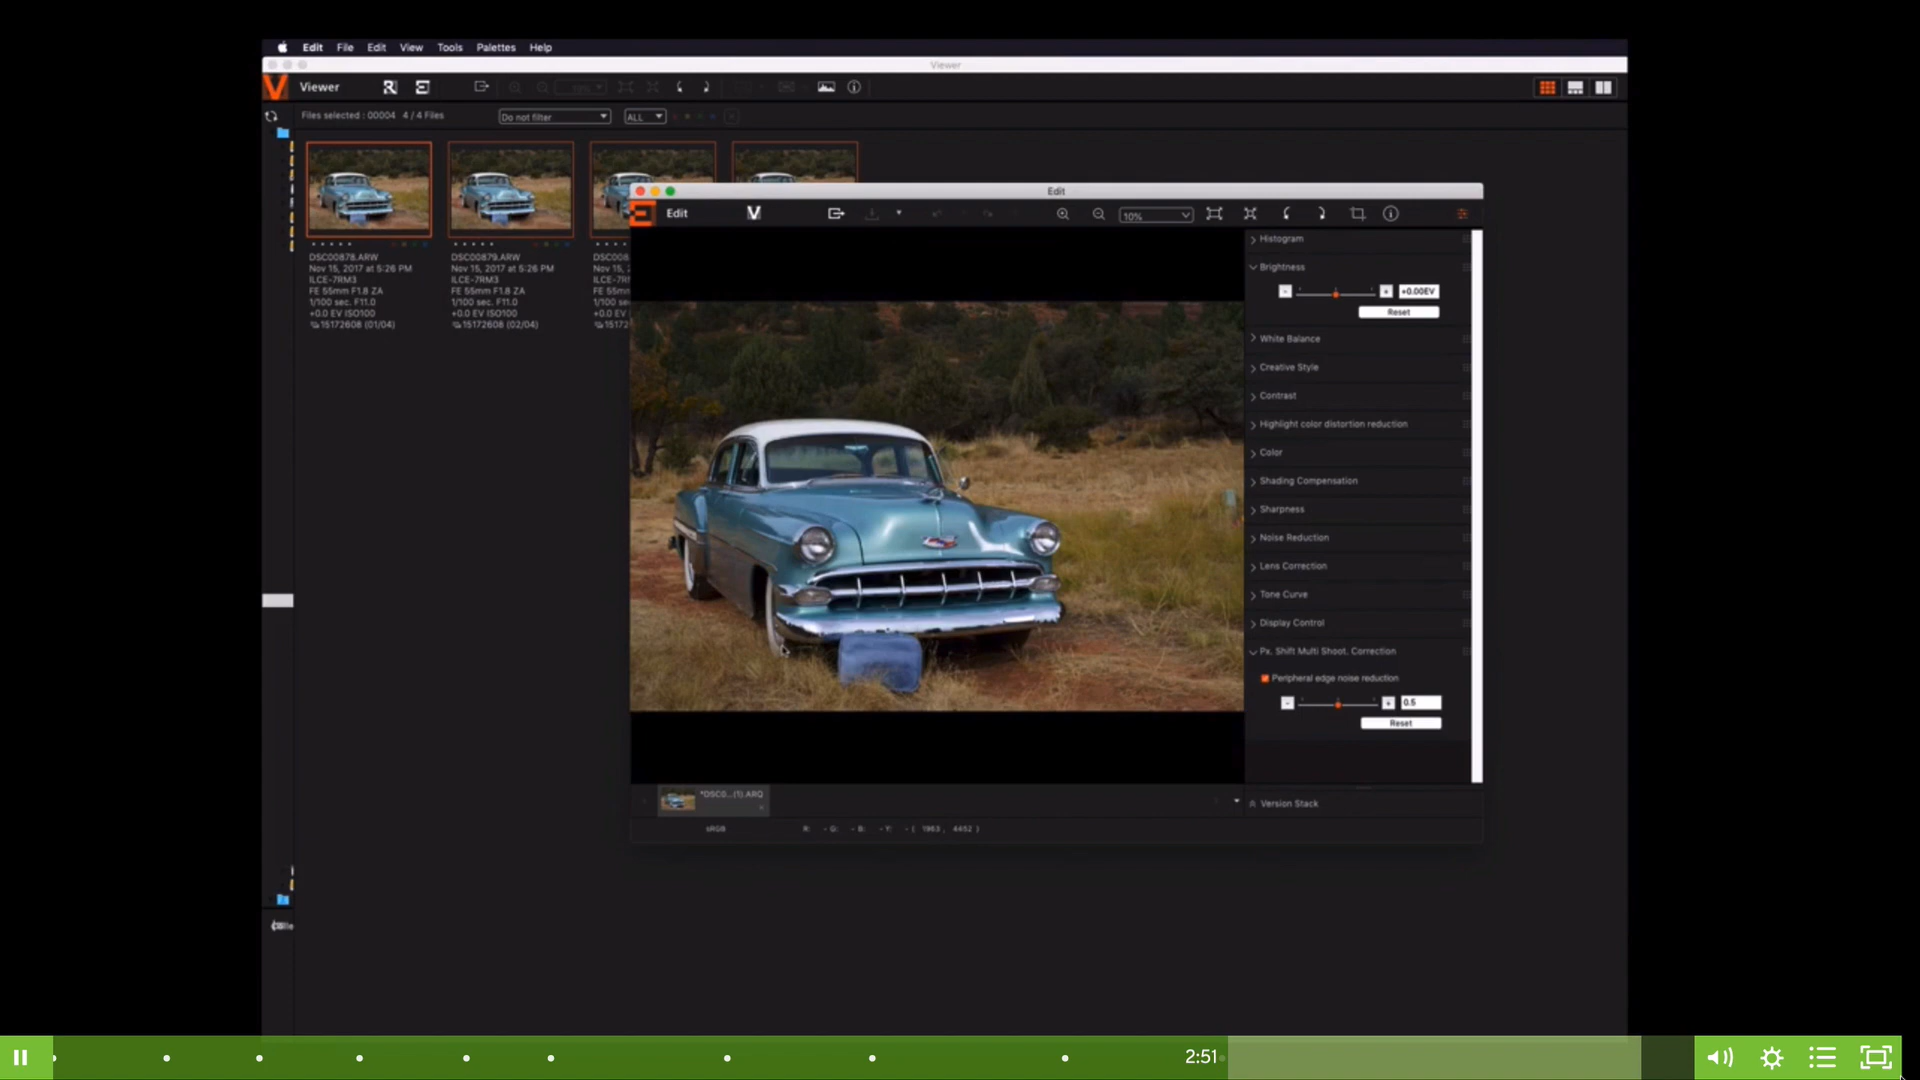 Edit File Edit View Tools Palettes Help
Viewer
Viewer
Files selected : 00004 4 / 4 Files Do not filter ALL
DSC00878.ARW
Nov 15, 2017 at 5:26 PM
ILCE-7RM3
FE 55mm F1.8 ZA
1/100 sec. F11.0
+0.0 EV ISO100
15172608 (01/04)
DSC00879.ARW
Nov 15, 2017 at 5:26 PM
ILCE-7RM3
FE 55mm F1.8 ZA
1/100 sec. F11.0
+0.0 EV ISO100
15172608 (02/04)
Edit
Edit 10%
Histogram
Brightness
+0.00EV
Reset
White Balance
Creative Style
Contrast
Highlight color distortion reduction
Color
Shading Compensation
Sharpness
Noise Reduction
Lens Correction
Tone Curve
Display Control
Px. Shift Multi Shoot. Correction
Peripheral edge noise reduction
0.5
Reset
*DSC0...(1).ARQ
Version Stack
sRGB R: - G: - B: - Y: - ( 1963 , 4452 )
2:51